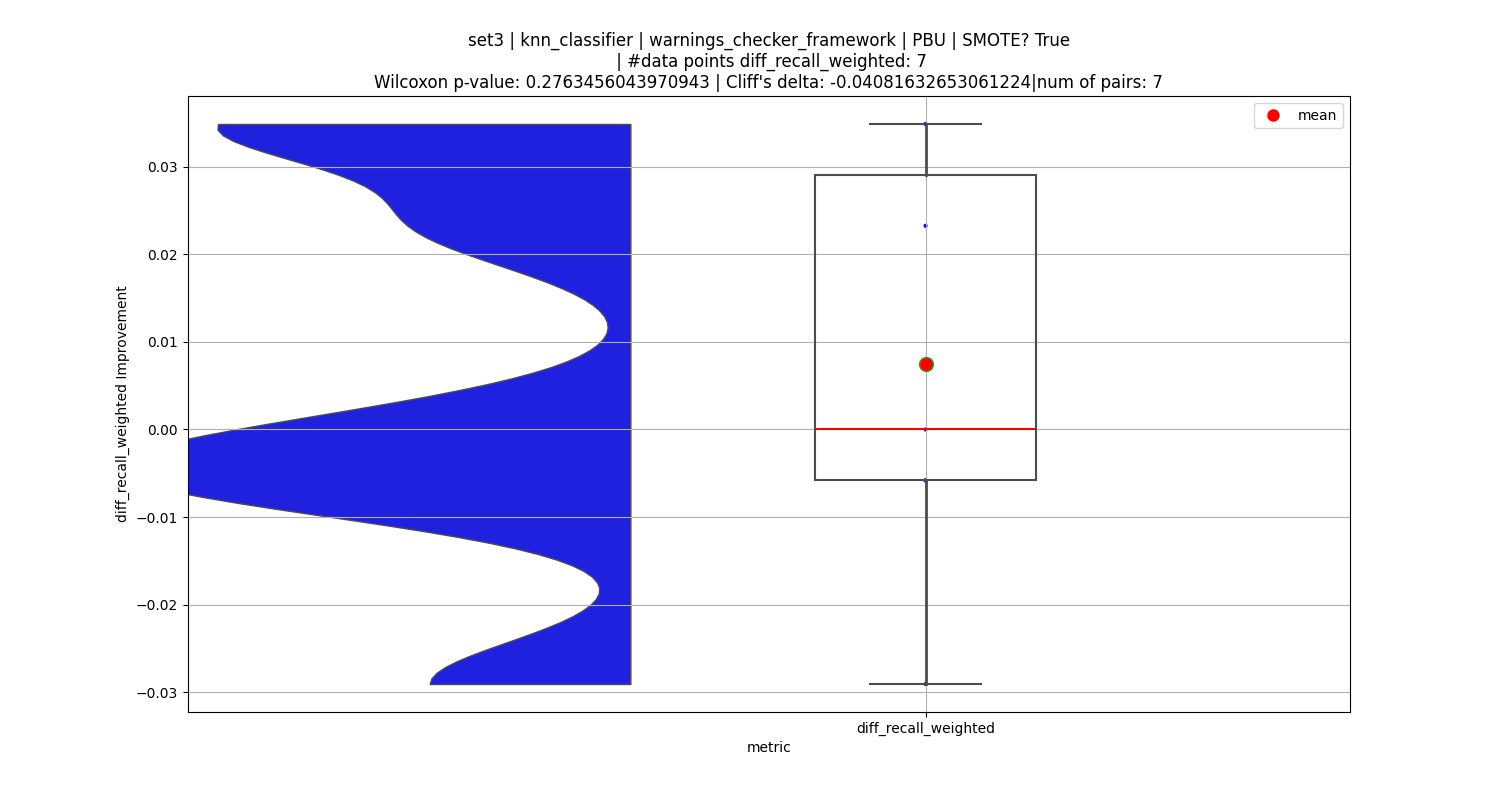 set3 | knn_classifier | warnings_checker_framework | PBU | SMOTE? True
| #data points diff_recall_weighted: 7
Wilcoxon p-value: 0.2763456043970943 | Cliff's delta: -0.04081632653061224|num of pairs: 7
mean
0.03
0.02
0.01
0.00
−0.01
−0.02
−0.03
diff_recall_weighted Improvement
diff_recall_weighted
metric